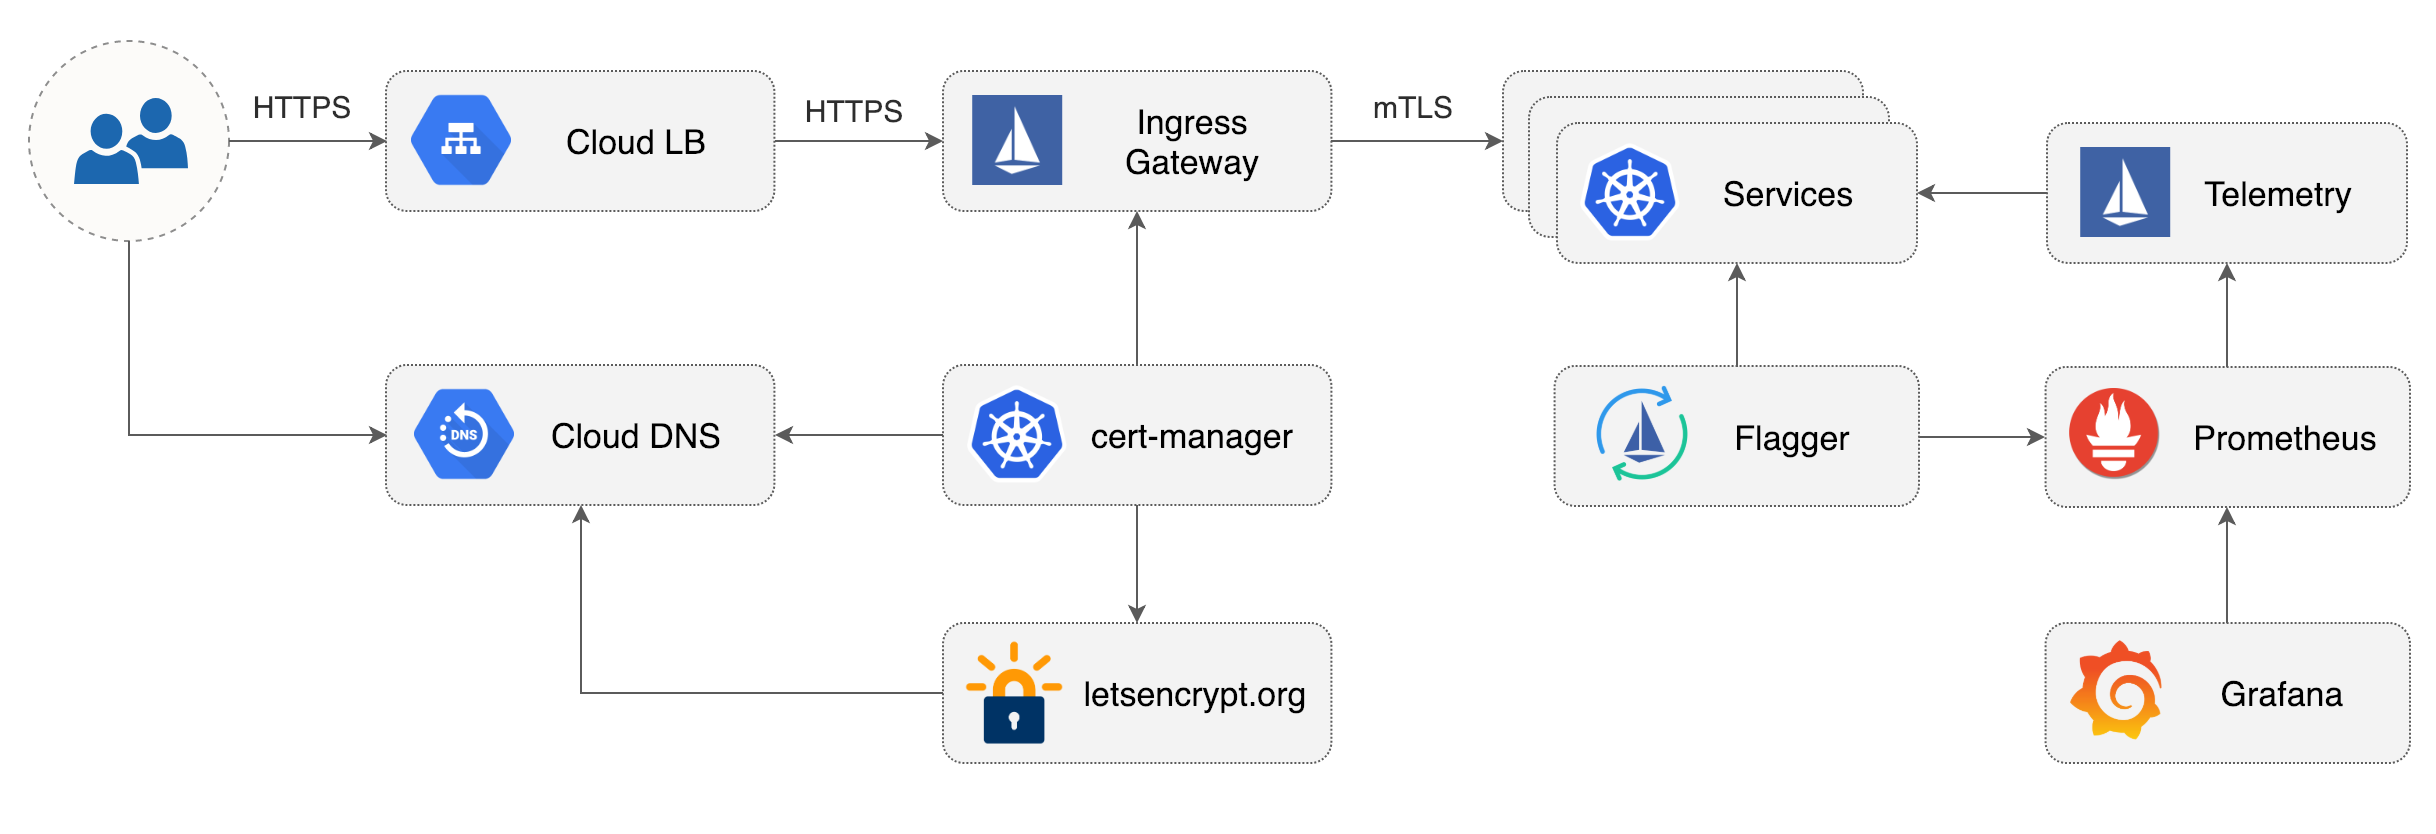 HTTPS
Cloud LB
HTTPS
Ingress
Gateway
mTLS
Services
Telemetry
DNS
Cloud DNS
cert-manager
Flagger
Prometheus
letsencrypt.org
Grafana